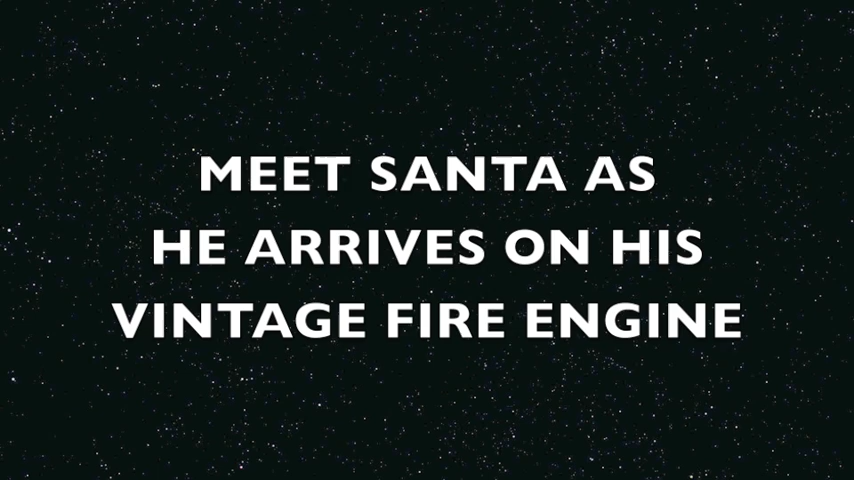 MEET SANTA AS
HE ARRIVES ON HIS
VINTAGE FIRE ENGINE